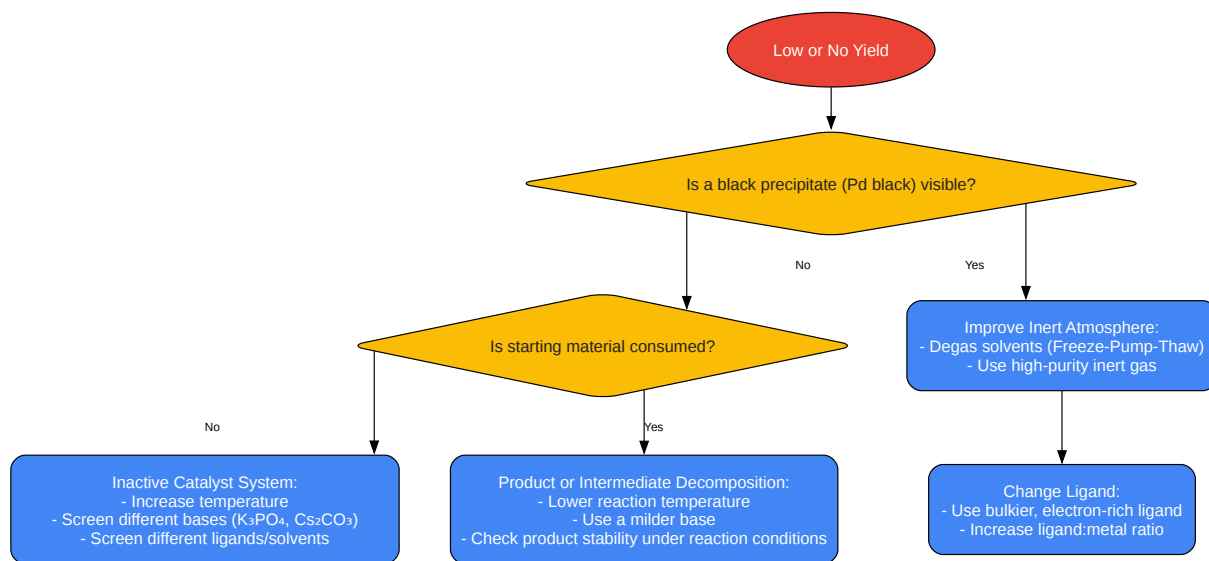 Low or No Yield
Is a black precipitate (Pd black) visible?
No
Yes
Is starting material consumed?
Improve Inert Atmosphere:
- Degas solvents (Freeze-Pump-Thaw)
- Use high-purity inert gas
No
Yes
Inactive Catalyst System:
- Increase temperature
- Screen different bases (K₃PO₄, Cs₂CO₃)
- Screen different ligands/solvents
Product or Intermediate Decomposition:
- Lower reaction temperature
- Use a milder base
- Check product stability under reaction conditions
Change Ligand:
- Use bulkier, electron-rich ligand
- Increase ligand:metal ratio